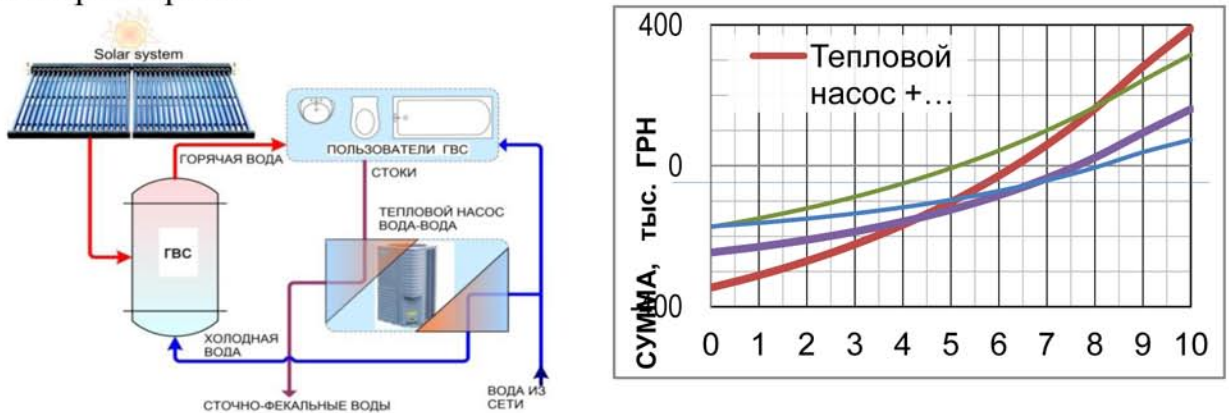 Solar system
ГОРЯЧАЯ ВОДА
ПОЛЬЗОВАТЕЛИ ГВС
СТОКИ
ТЕПЛОВОЙ НАСОС
ВОДА-ВОДА
ГВС
ХОЛОДНАЯ
ВОДА
ВОДА ИЗ
СЕТИ
СТОЧНО-ФЕКАЛЬНЫЕ ВОДЫ
СУММА, тыс. ГРН
400
0
Тепловой
насос +...
0 1 2 3 4 5 6 7 8 9 10